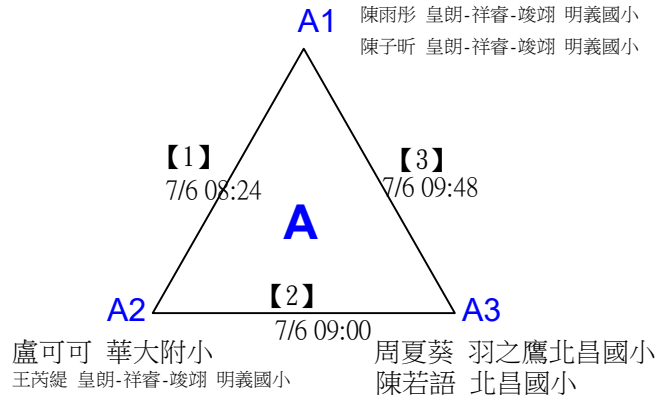 A1
陳雨彤 皇朗-祥睿-竣翊 明義國小
陳子昕 皇朗-祥睿-竣翊 明義國小
【1】
7/6 08:24
【3】
7/6 09:48
A
A2
【2】
7/6 09:00
A3
盧可可 華大附小
王芮緹 皇朗-祥睿-竣翊 明義國小
周夏葵 羽之鷹北昌國小
陳若語 北昌國小